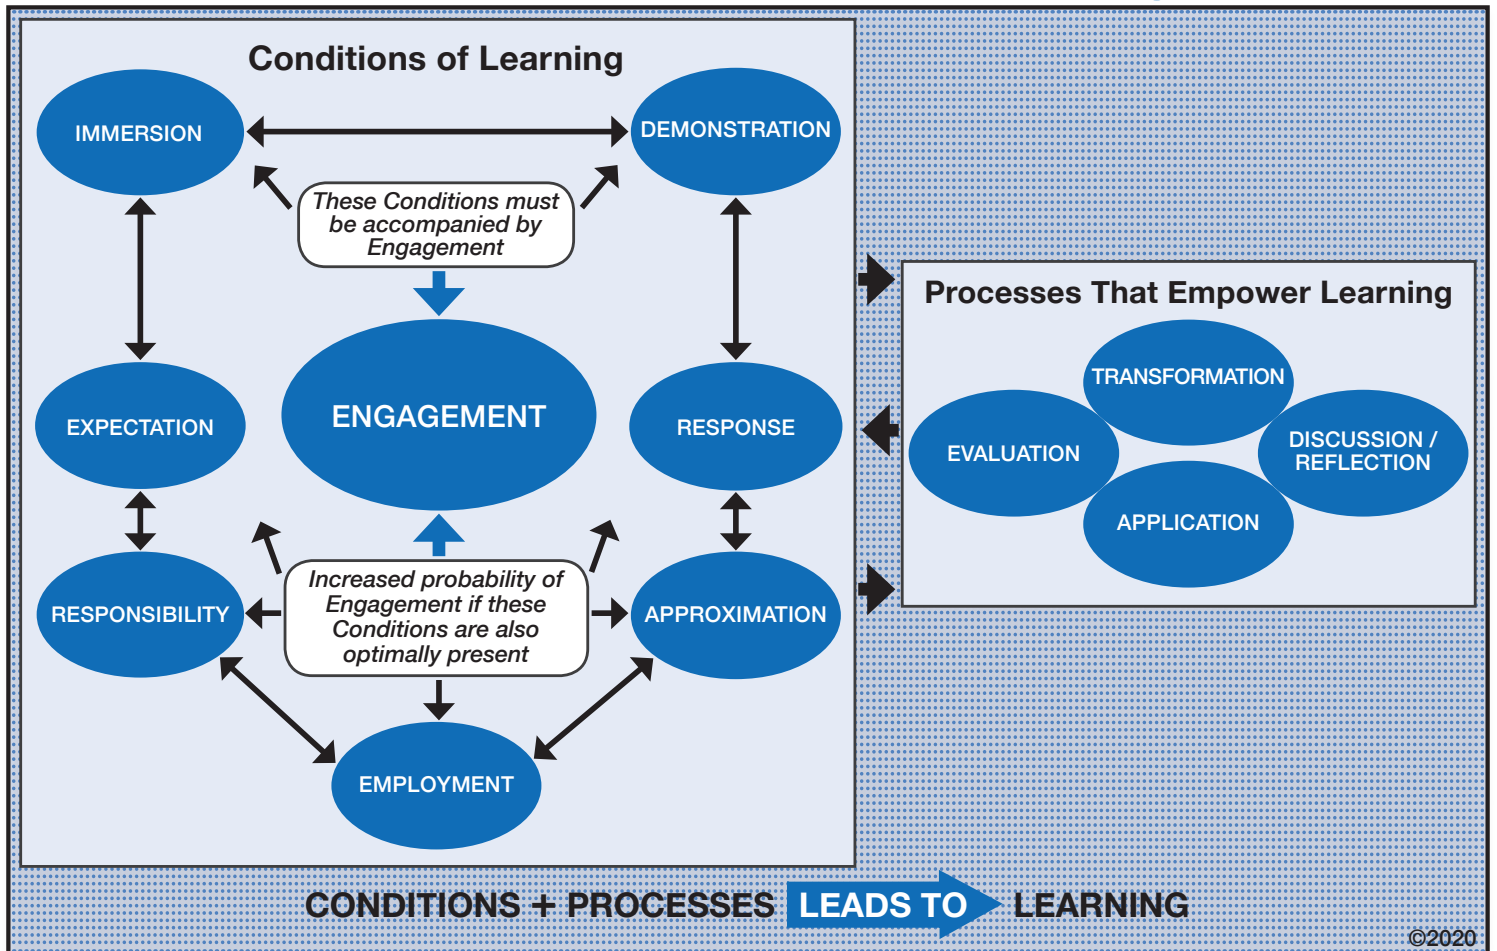 Conditions of Learning
IMMERSION
DEMONSTRATION
These Conditions must
be accompanied by
Engagement
ENGAGEMENT
EXPECTATION
RESPONSE
Increased probability of
Engagement if these
Conditions are also
optimally present
RESPONSIBILITY
APPROXIMATION
EMPLOYMENT
Processes That Empower Learning
TRANSFORMATION
EVALUATION
DISCUSSION /
REFLECTION
APPLICATION
CONDITIONS + PROCESSES LEADS TO LEARNING
©2020